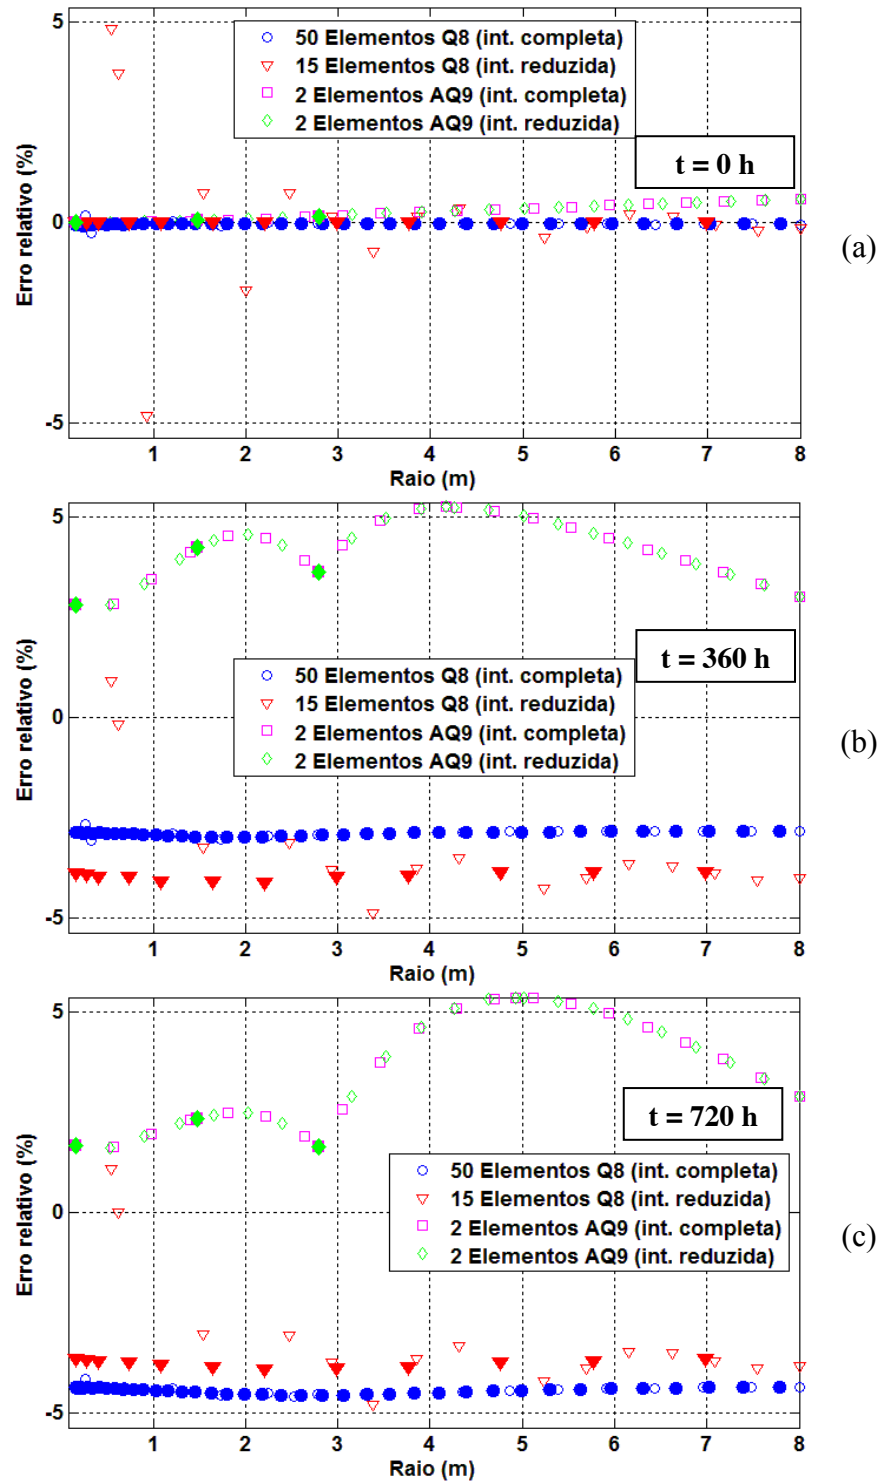 5
50 Elementos Q8 (int. completa)
15 Elementos Q8 (int. reduzida)
2 Elementos AQ9 (int. completa)
2 Elementos AQ9 (int. reduzida)
t = 0 h
Erro relativo (%)
0
(a)
-5
1 2 3 4 5 6 7 8
Raio (m)
5
t = 360 h
50 Elementos Q8 (int. completa)
15 Elementos Q8 (int. reduzida)
2 Elementos AQ9 (int. completa)
2 Elementos AQ9 (int. reduzida)
Erro relativo (%)
0
(b)
-5
1 2 3 4 5 6 7 8
Raio (m)
5
t = 720 h
50 Elementos Q8 (int. completa)
15 Elementos Q8 (int. reduzida)
2 Elementos AQ9 (int. completa)
2 Elementos AQ9 (int. reduzida)
Erro relativo (%)
0
(c)
-5
1 2 3 4 5 6 7 8
Raio (m)